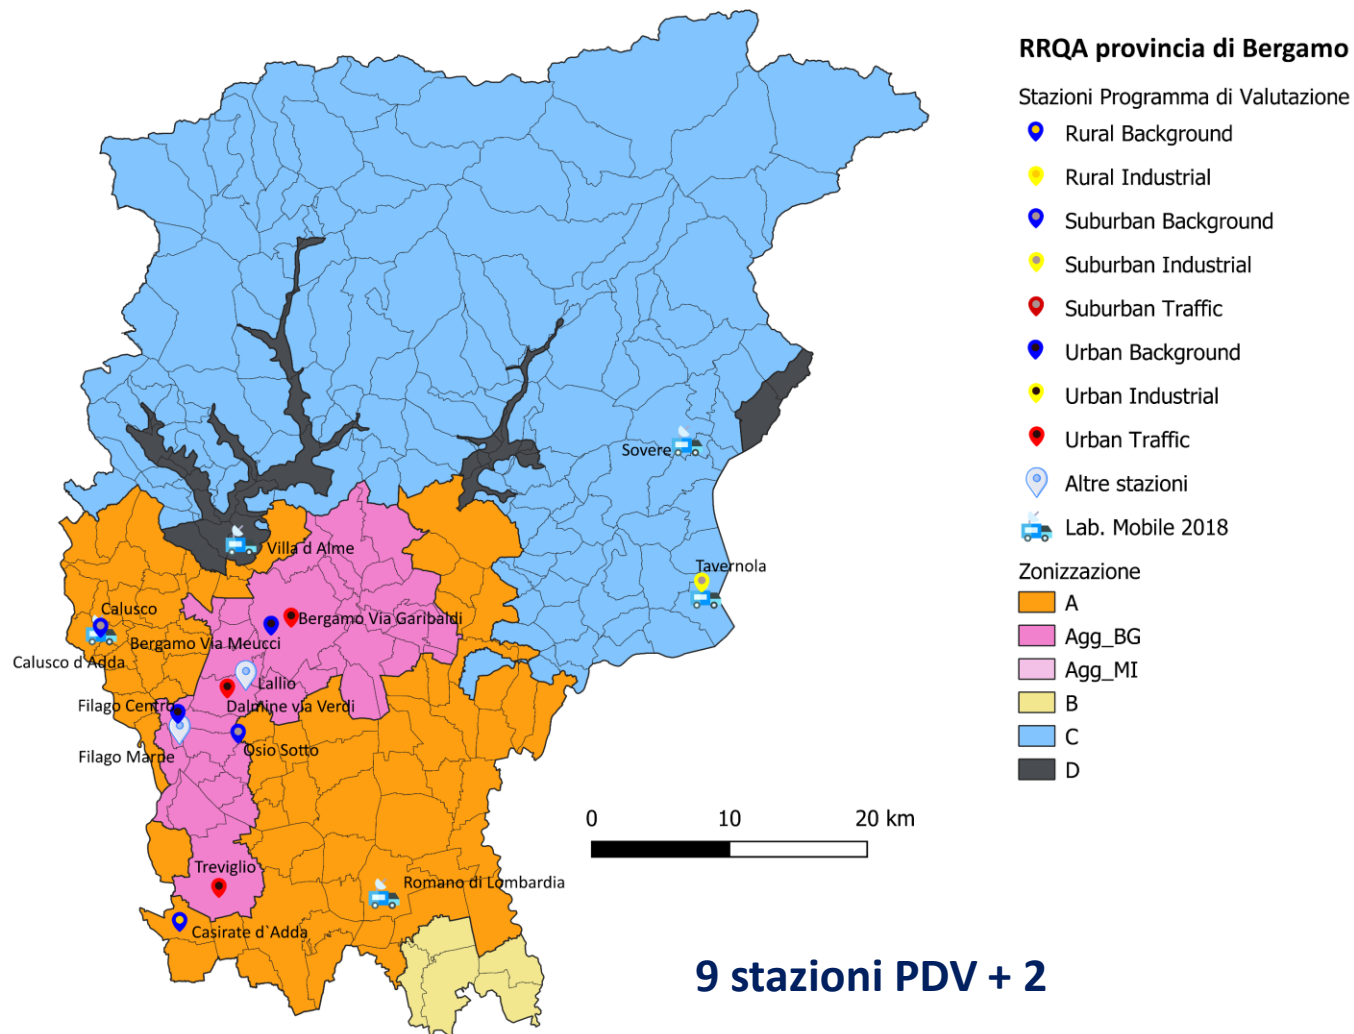 RRQA provincia di Bergamo
Stazioni Programma di Valutazione
Rural Background
Rural Industrial
Suburban Background
Suburban Industrial
Suburban Traffic
Urban Background
Urban Industrial
Urban Traffic
Altre stazioni
Lab. Mobile 2018
Zonizzazione
A
Agg_BG
Agg_MI
B
C
D
Sovere
Villa d Alme
Tavernola
Calusco
Bergamo Via Garibaldi
Bergamo Via Meucci
Calusco d'Adda
Lallio
Filago Centro
Dalmine via Verdi
Osio Sotto
Filago Marne
0 10 20 km
Treviglio
Romano di Lombardia
Casirate d`Adda
9 stazioni PDV + 2